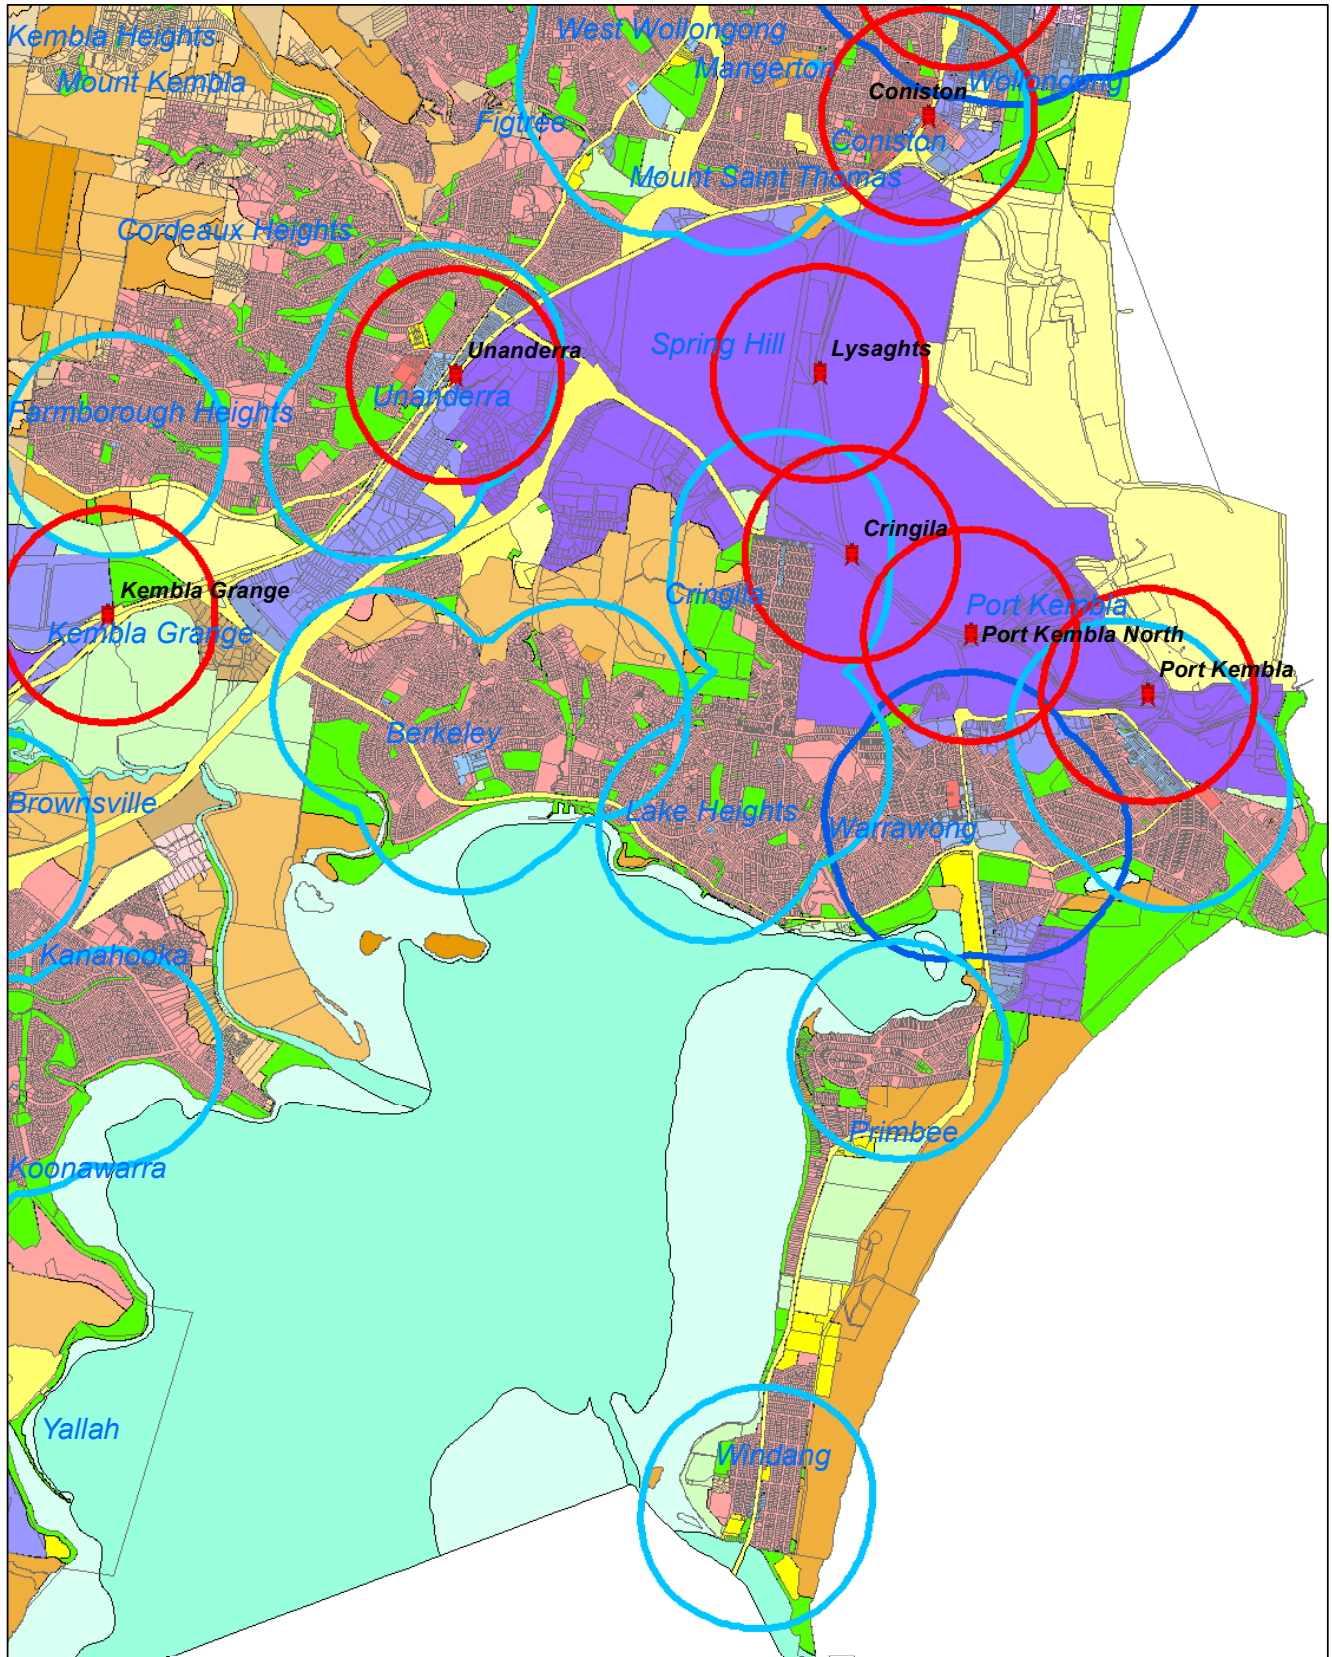 Kembla Heights
West Wollongong
Mangerton
Mount Kembla
Wollongong
Coniston
Figtree
Coniston
Mount Saint Thomas
Cordeaux Heights
Spring Hill
Lysaghts
Unanderra
Unanderra
Farmborough Heights
Cringila
Kembla Grange
Cringila
Port Kembla
Kembla Grange
Port Kembla North
Port Kembla
Berkeley
Brownsville
Lake Heights
Warrawong
Kanahooka
Primbee
Koonawarra
Yallah
Windang